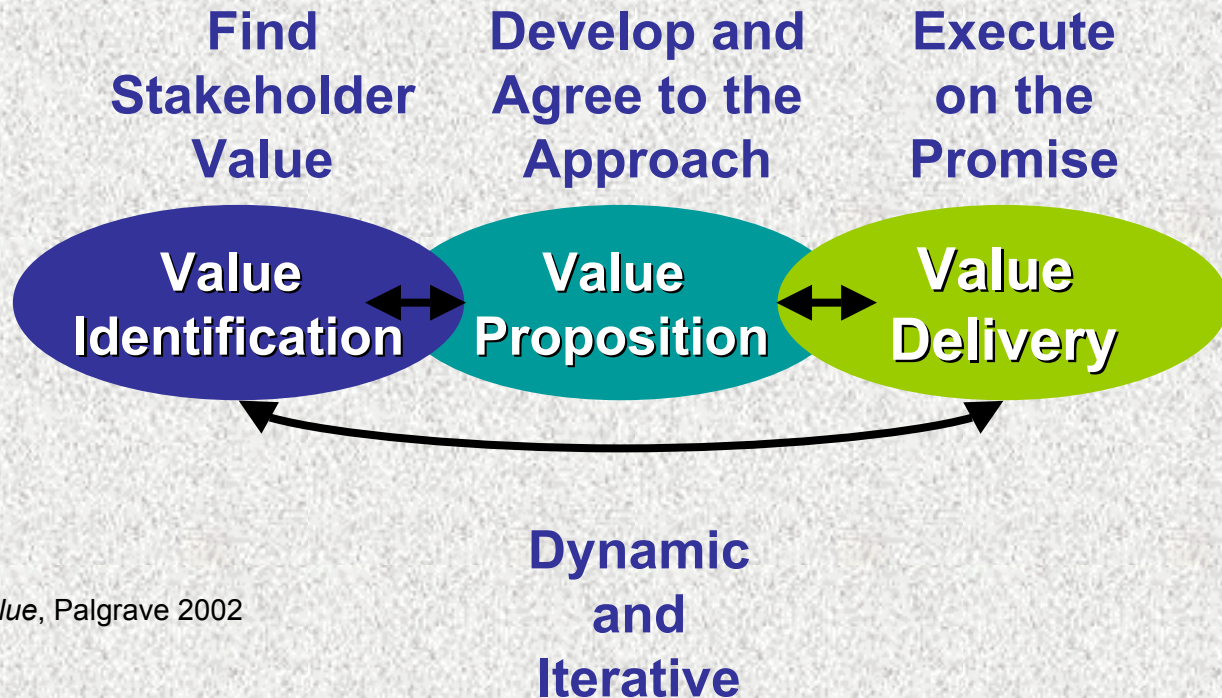 Find
Stakeholder
Value
Develop and
Agree to the
Approach
Execute
on the
Promise
Value
Identification
Value
Proposition
Value
Delivery
Dynamic
and
Iterative
, Palgrave 2002